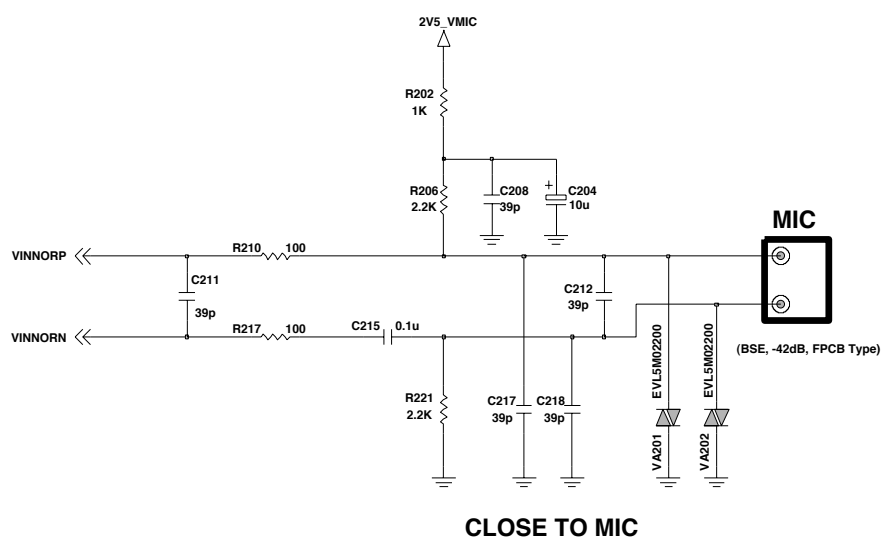 2V5_VMIC
R202
1K
R206
2.2K
C208
39p
+
C204
10u
MIC
VINNORP
R210 100
C211
39p
C212
39p
VINNORN
R217 100
C215 0.1u
(BSE, -42dB, FPCB Type)
R221
2.2K
C217
39p
C218
39p
EVL5M02200
VA201
EVL5M02200
VA202
CLOSE TO MIC